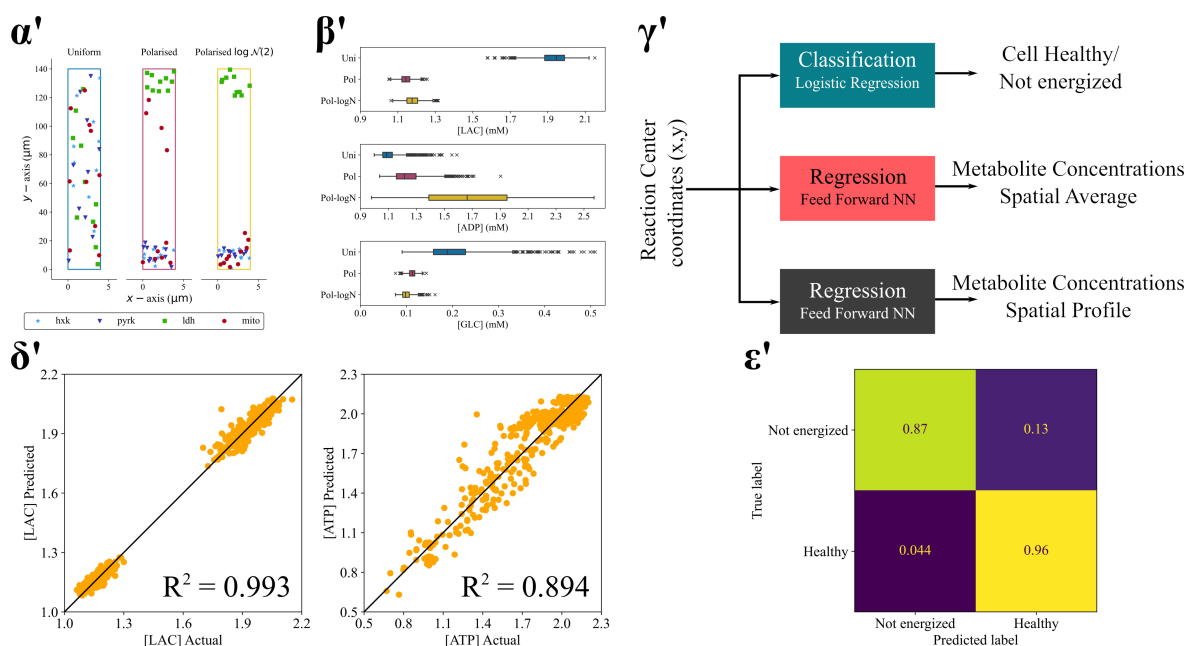 α'
Uniform
Polarised
Polarised log 𝒩(2)
140
120
100
80
60
40
20
0
y − axis (μm)
0
5
0
5
0
5
x − axis (μm)
hxk
pyrk
ldh
mito
β'
Uni
Pol
Pol-logN
0.9
1.1
1.3
1.5
1.7
1.9
2.1
[LAC] (mM)
Uni
Pol
Pol-logN
0.9
1.1
1.3
1.5
1.7
1.9
2.1
2.3
2.5
[ADP] (mM)
Uni
Pol
Pol-logN
0.0
0.1
0.2
0.3
0.4
0.5
[GLC] (mM)
γ'
Reaction Center
coordinates (x,y)
Classification
Logistic Regression
Cell Healthy/
Not energized
Regression
Feed Forward NN
Metabolite Concentrations
Spatial Average
Regression
Feed Forward NN
Metabolite Concentrations
Spatial Profile
δ'
2.2
1.9
1.6
1.3
1.0
[LAC] Predicted
R² = 0.993
1.0
1.3
1.6
1.9
2.2
[LAC] Actual
2.3
2.0
1.7
1.4
1.1
0.8
0.5
[ATP] Predicted
R² = 0.894
0.5
0.8
1.1
1.4
1.7
2.0
2.3
[ATP] Actual
ε'
True label
Not energized
0.87
0.13
Healthy
0.044
0.96
Not energized
Healthy
Predicted label